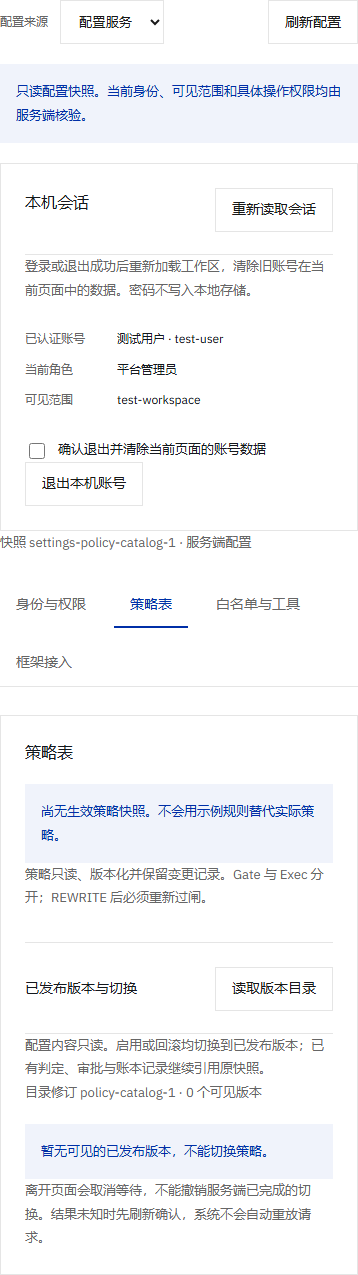 配置来源 配置服务 刷新配置
只读配置快照。当前身份、可见范围和具体操作权限均由
服务端核验。
本机会话 重新读取会话
登录或退出成功后重新加载工作区，清除旧账号在当
前页面中的数据。密码不写入本地存储。
已认证账号 测试用户 · test-user
当前角色 平台管理员
可见范围 test-workspace
确认退出并清除当前页面的账号数据
退出本机账号
快照 settings-policy-catalog-1 · 服务端配置
身份与权限 策略表 白名单与工具
框架接入
策略表
尚无生效策略快照。不会用示例规则替代实际策
略。
策略只读、版本化并保留变更记录。Gate 与 Exec 分
开；REWRITE 后必须重新过闸。
已发布版本与切换 读取版本目录
配置内容只读。启用或回滚均切换到已发布版本；已
有判定、审批与账本记录继续引用原快照。
目录修订 policy-catalog-1 · 0 个可见版本
暂无可见的已发布版本，不能切换策略。
离开页面会取消等待，不能撤销服务端已完成的切
换。结果未知时先刷新确认，系统不会自动重放请
求。